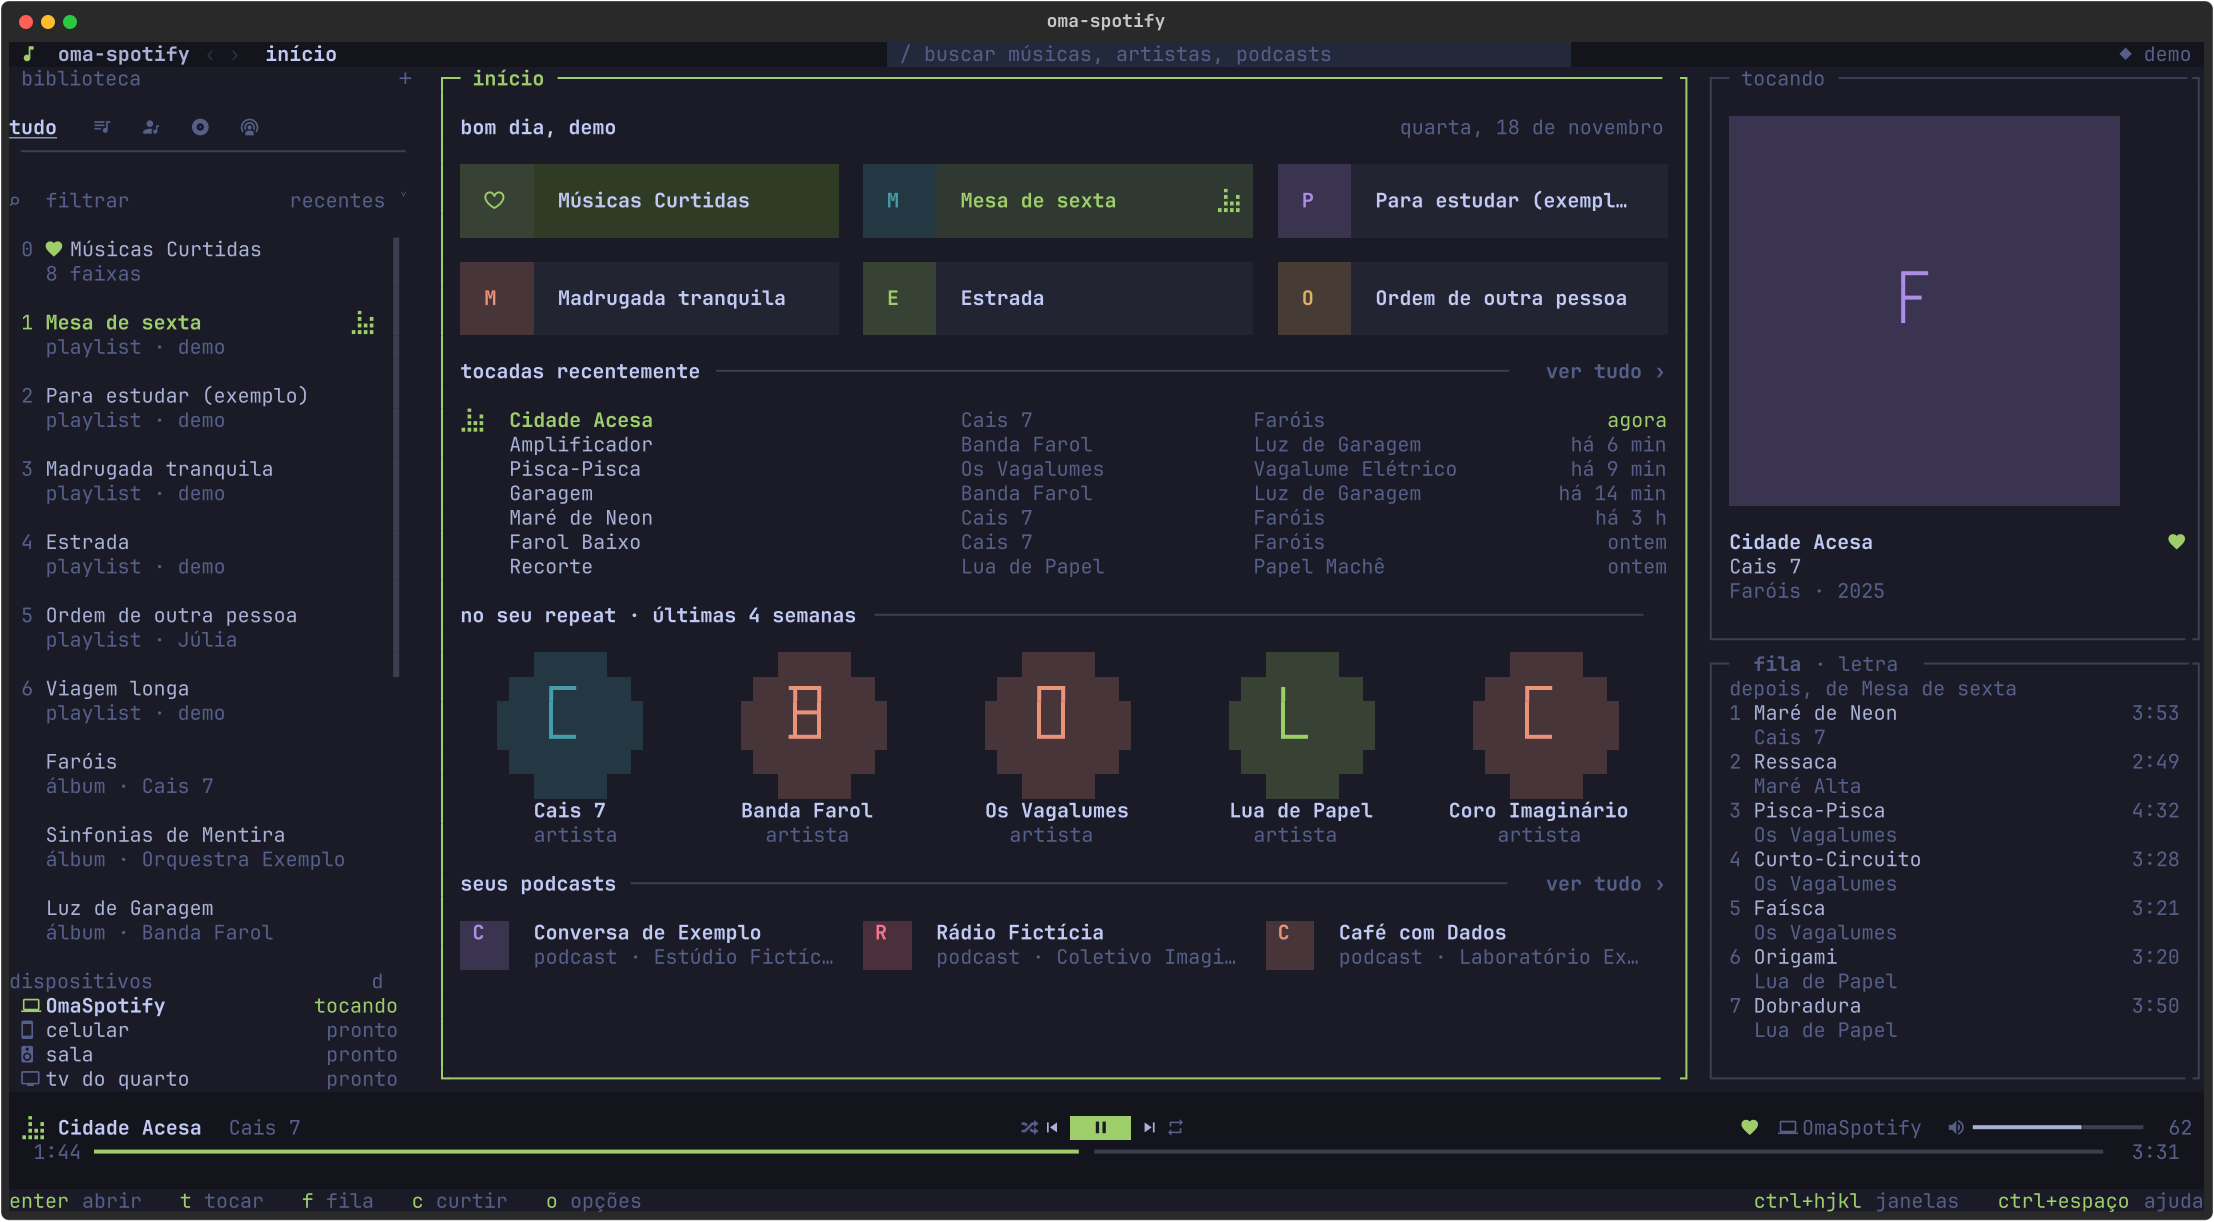 oma-spotify
oma-spotify ‹ › início
/ buscar músicas, artistas, podcasts
◆ demo
biblioteca +
tudo
filtrar recentes ˅
0 Músicas Curtidas
8 faixas
1 Mesa de sexta
playlist · demo
2 Para estudar (exemplo)
playlist · demo
3 Madrugada tranquila
playlist · demo
4 Estrada
playlist · demo
5 Ordem de outra pessoa
playlist · Júlia
6 Viagem longa
playlist · demo
Faróis
álbum · Cais 7
Sinfonias de Mentira
álbum · Orquestra Exemplo
Luz de Garagem
álbum · Banda Farol
dispositivos d
OmaSpotify tocando
celular pronto
sala pronto
tv do quarto pronto
início
bom dia, demo quarta, 18 de novembro
Músicas Curtidas
M Mesa de sexta
P Para estudar (exempl…
M Madrugada tranquila
E Estrada
O Ordem de outra pessoa
tocadas recentemente ver tudo ›
Cidade Acesa Cais 7 Faróis agora
Amplificador Banda Farol Luz de Garagem há 6 min
Pisca-Pisca Os Vagalumes Vagalume Elétrico há 9 min
Garagem Banda Farol Luz de Garagem há 14 min
Maré de Neon Cais 7 Faróis há 3 h
Farol Baixo Cais 7 Faróis ontem
Recorte Lua de Papel Papel Machê ontem
no seu repeat · últimas 4 semanas
C B O L C
Cais 7 Banda Farol Os Vagalumes Lua de Papel Coro Imaginário
artista artista artista artista artista
seus podcasts ver tudo ›
C Conversa de Exemplo
podcast · Estúdio Fictíc…
R Rádio Fictícia
podcast · Coletivo Imagi…
C Café com Dados
podcast · Laboratório Ex…
tocando
F
Cidade Acesa
Cais 7
Faróis · 2025
fila · letra
depois, de Mesa de sexta
1 Maré de Neon 3:53
Cais 7
2 Ressaca 2:49
Maré Alta
3 Pisca-Pisca 4:32
Os Vagalumes
4 Curto-Circuito 3:28
Os Vagalumes
5 Faísca 3:21
Os Vagalumes
6 Origami 3:20
Lua de Papel
7 Dobradura 3:50
Lua de Papel
Cidade Acesa Cais 7
OmaSpotify 62
1:44 3:31
enter abrir t tocar f fila c curtir o opções
ctrl+hjkl janelas ctrl+espaço ajuda